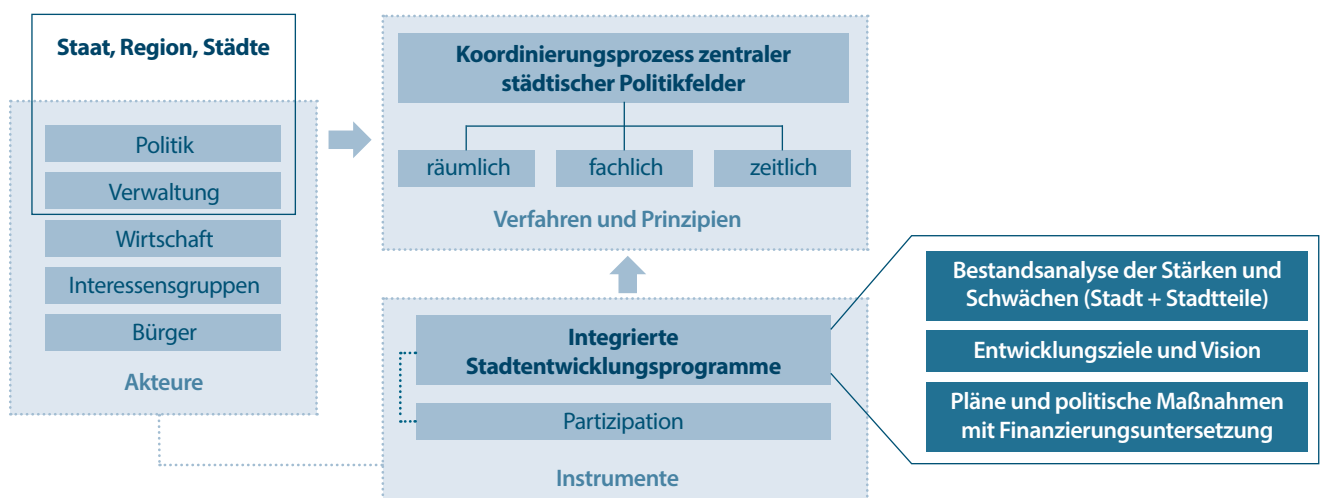 Staat, Region, Städte
Politik
Verwaltung
Wirtschaft
Interessensgruppen
Bürger
Akteure
Koordinierungsprozess zentraler
städtischer Politikfelder
räumlich
fachlich
zeitlich
Verfahren und Prinzipien
Integrierte
Stadtentwicklungsprogramme
Partizipation
Instrumente
Bestandsanalyse der Stärken und
Schwächen (Stadt + Stadtteile)
Entwicklungsziele und Vision
Pläne und politische Maßnahmen
mit Finanzierungsuntersetzung